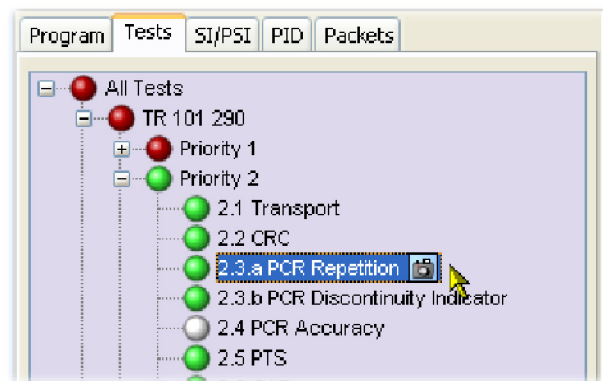 Program Tests SI/PSI PID Packets
All Tests
TR 101 290
Priority 1
Priority 2
2.1 Transport
2.2 CRC
2.3.a PCR Repetition
2.3.b PCR Discontinuity Indicator
2.4 PCR Accuracy
2.5 PTS